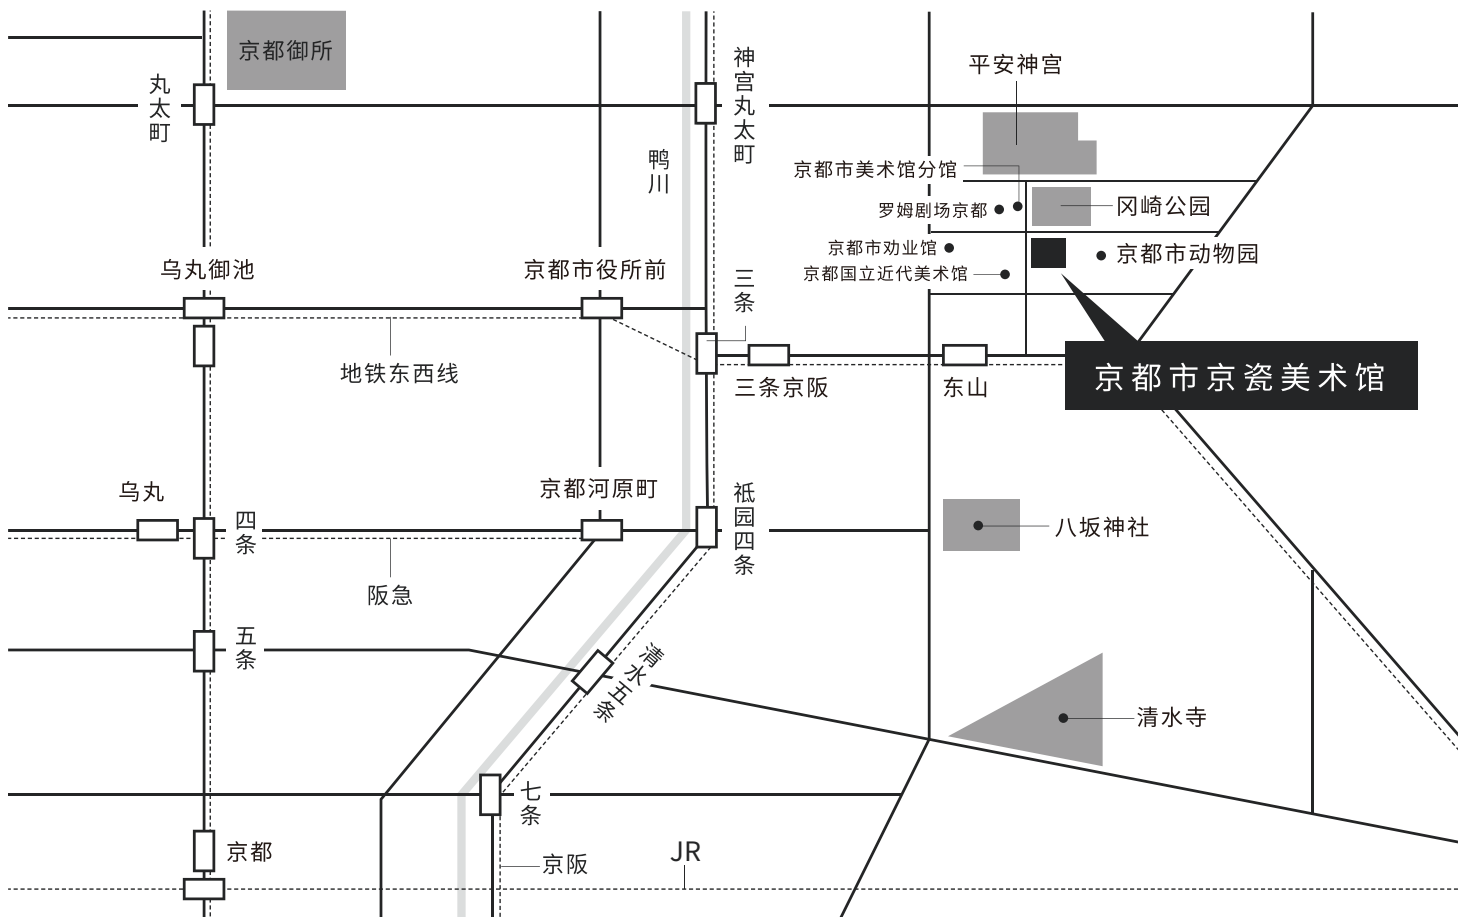 京都御所
丸太町
神宫丸太町
平安神宫
鸭川
京都市美术馆分馆
罗姆剧场京都
冈崎公园
京都市劝业馆
京都市动物园
京都国立近代美术馆
乌丸御池
京都市役所前
三条
地铁东西线
三条京阪
东山
京都市京瓷美术馆
乌丸
四条
京都河原町
祗园四条
八坂神社
阪急
五条
清水五条
清水寺
七条
京都
京阪
JR